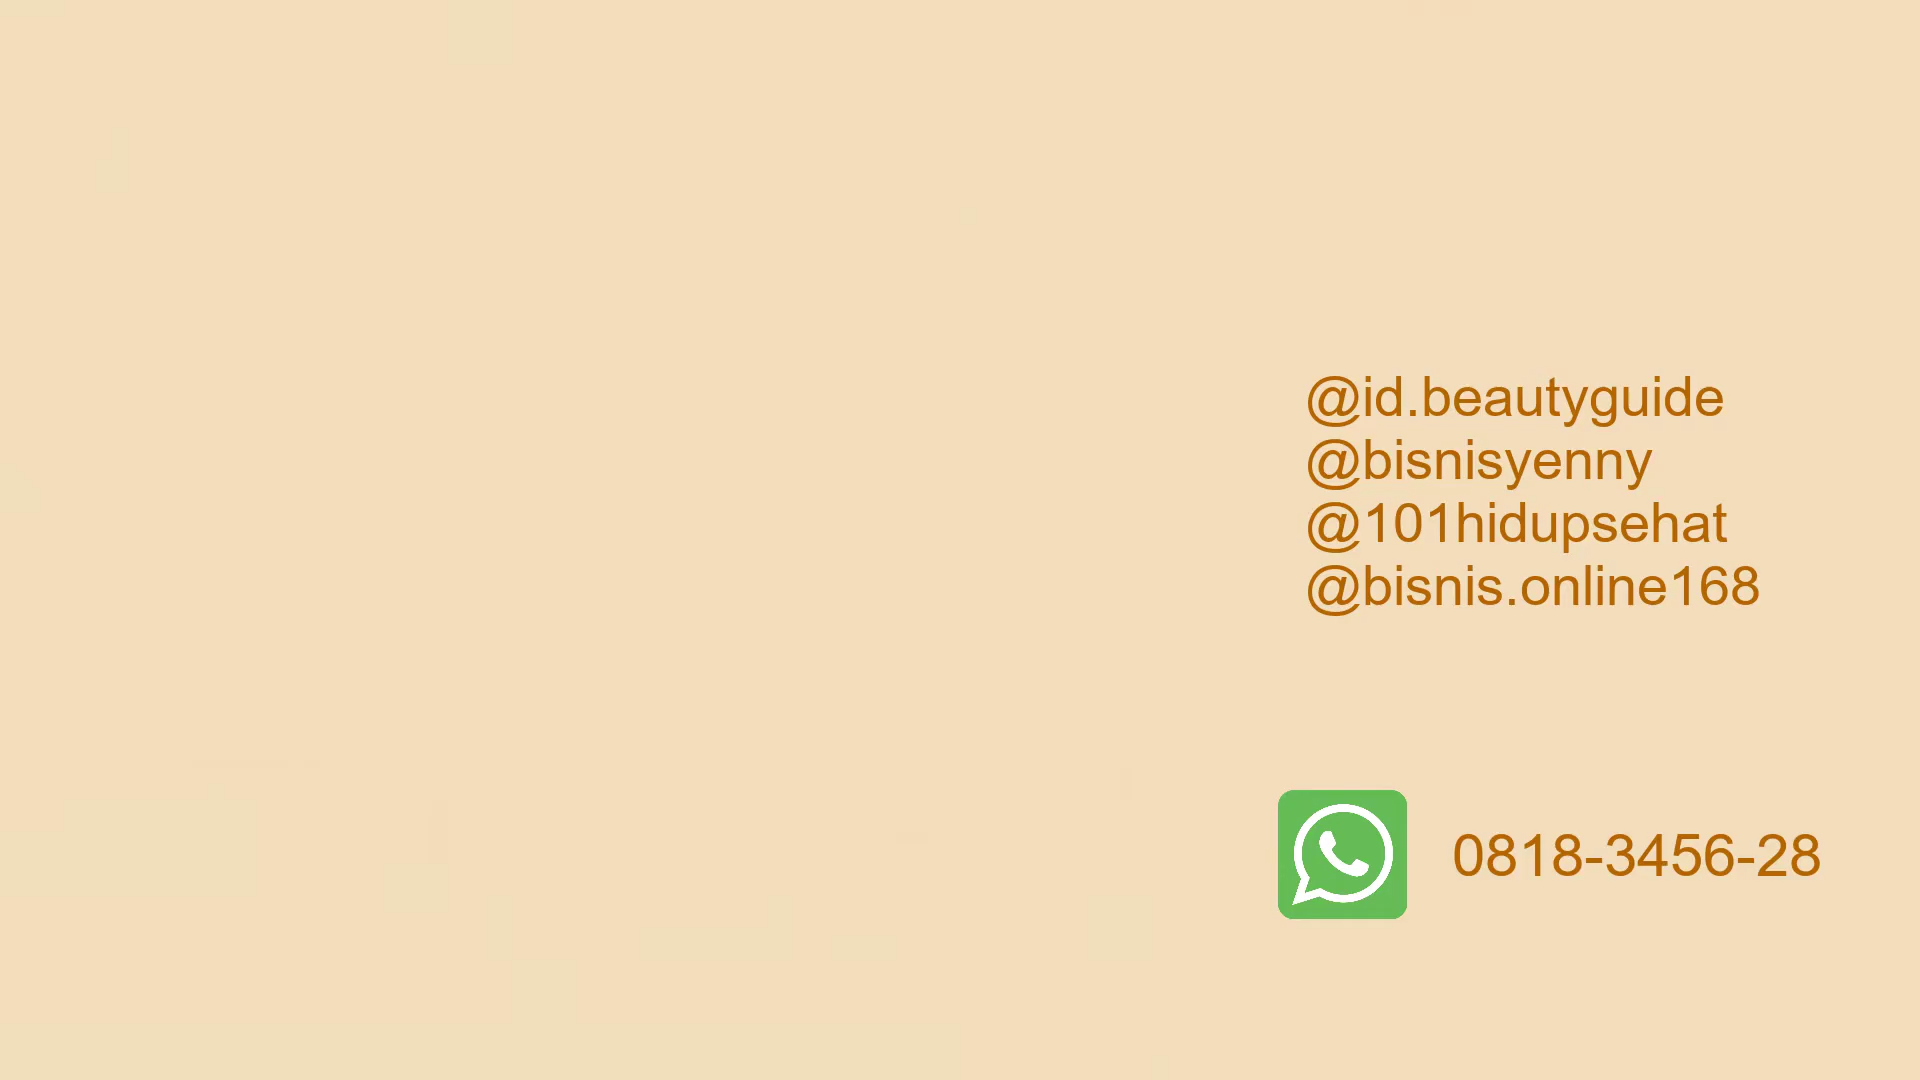 @id.beautyguide
@bisnisyenny
@101hidupsehat
@bisnis.online168
0818-3456-28